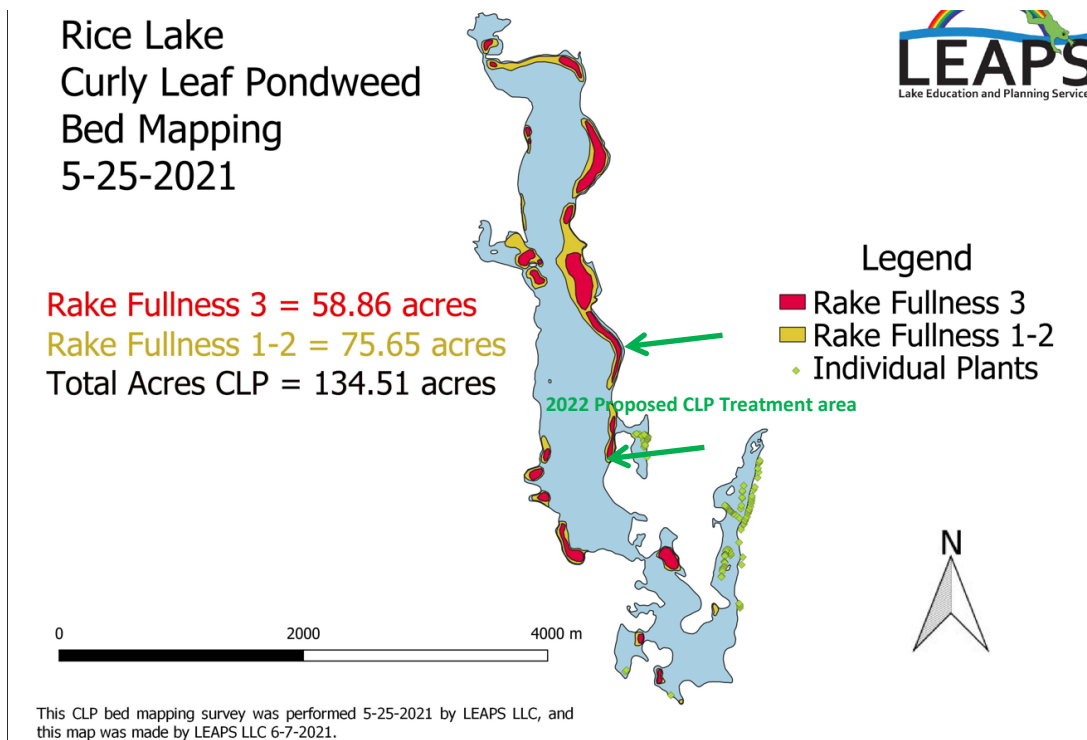 Rice Lake
Curly Leaf Pondweed
Bed Mapping
5-25-2021
LEAPS
Lake Education and Planning Service
Rake Fullness 3 = 58.86 acres
Rake Fullness 1-2 = 75.65 acres
Total Acres CLP = 134.51 acres
Legend
Rake Fullness 3
Rake Fullness 1-2
Individual Plants
2022 Proposed CLP Treatment area
N
0 2000 4000 m
This CLP bed mapping survey was performed 5-25-2021 by LEAPS LLC, and
this map was made by LEAPS LLC 6-7-2021.